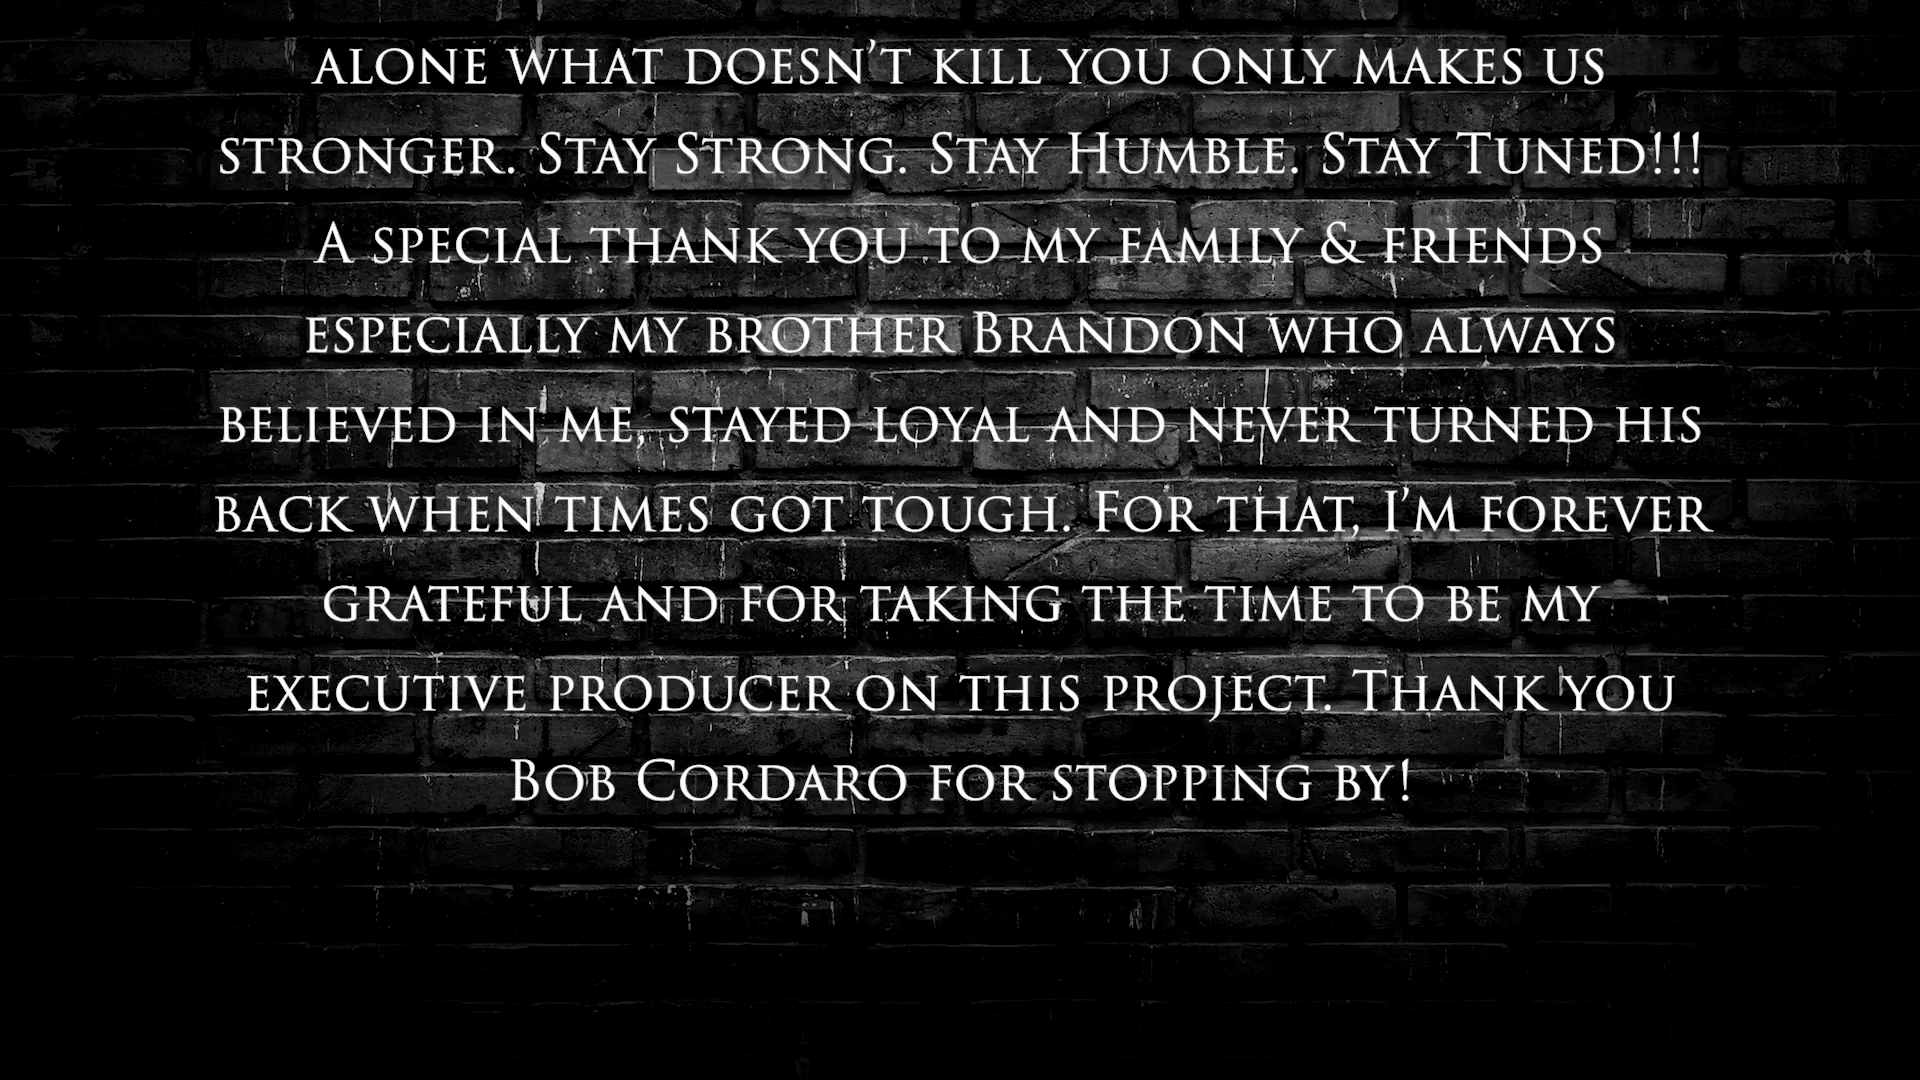 alone what doesn't kill you only makes us
stronger. Stay Strong. Stay Humble. Stay Tuned!!!
A special thank you to my family & friends
especially my brother Brandon who always
believed in me, stayed loyal and never turned his
back when times got tough. For that, I'm forever
grateful and for taking the time to be my
executive producer on this project. Thank you
Bob Cordaro for stopping by!